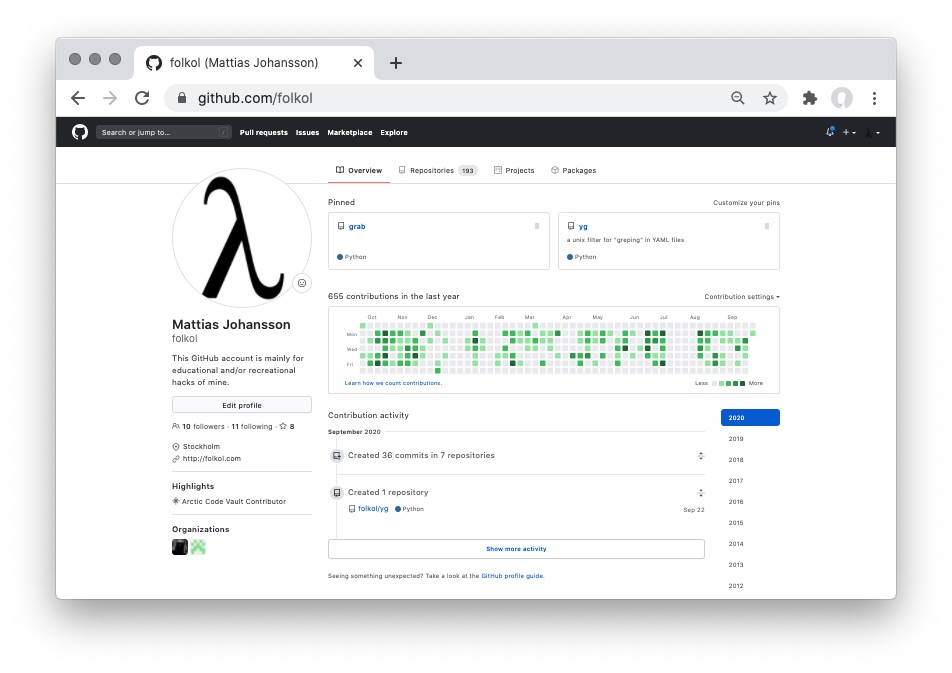 folkol (Mattias Johansson)
github.com/folkol
Search or jump to... / Pull requests Issues Marketplace Explore
Overview Repositories 193 Projects Packages
λ
Mattias Johansson
folkol
This GitHub account is mainly for
educational and/or recreational
hacks of mine.
Edit profile
10 followers · 11 following · 8
Stockholm
http://folkol.com
Highlights
Arctic Code Vault Contributor
Organizations
Pinned Customize your pins
grab
Python
yg
a unix filter for "greping" in YAML files
Python
655 contributions in the last year Contribution settings
Oct Nov Dec Jan Feb Mar Apr May Jun Jul Aug Sep
Mon
Wed
Fri
Learn how we count contributions. Less More
Contribution activity
September 2020
Created 36 commits in 7 repositories
Created 1 repository
folkol/yg Python Sep 22
Show more activity
Seeing something unexpected? Take a look at the GitHub profile guide.
2020
2019
2018
2017
2016
2015
2014
2013
2012